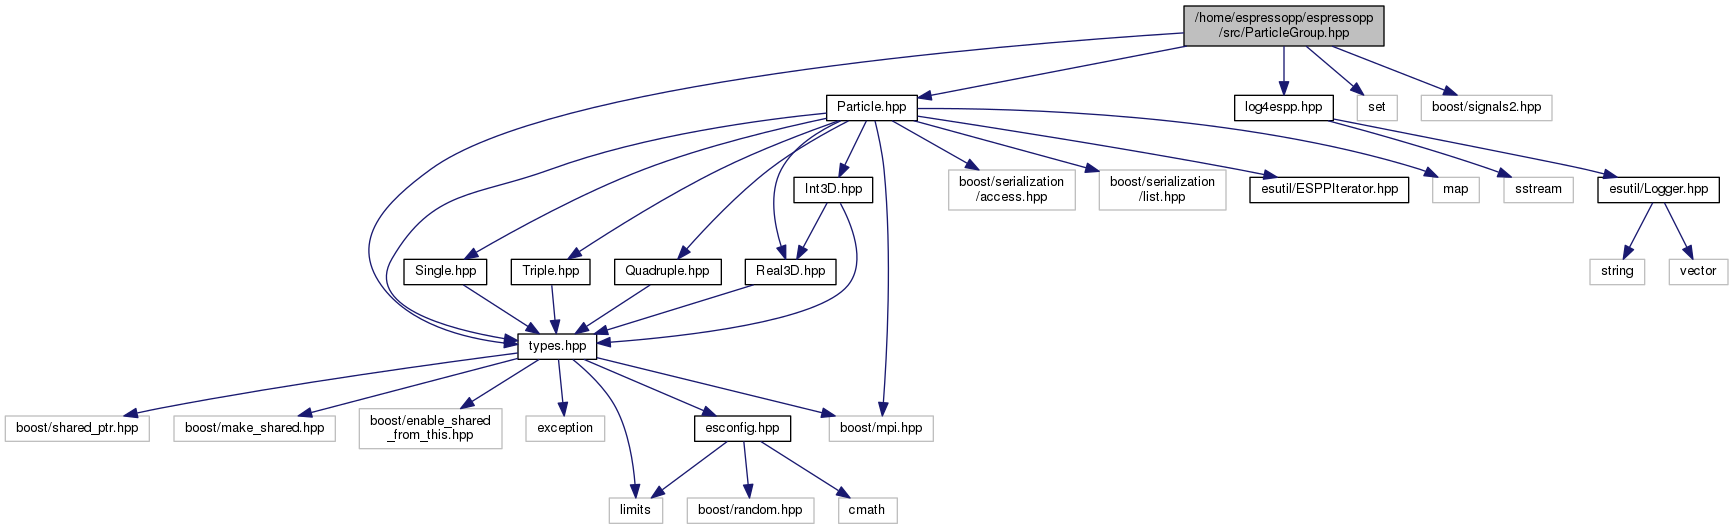 /home/espressopp/espressopp
/src/ParticleGroup.hpp
Particle.hpp
log4espp.hpp
set
boost/signals2.hpp
Int3D.hpp
boost/serialization
/access.hpp
boost/serialization
/list.hpp
esutil/ESPPIterator.hpp
map
sstream
esutil/Logger.hpp
Single.hpp
Triple.hpp
Quadruple.hpp
Real3D.hpp
string
vector
types.hpp
boost/shared_ptr.hpp
boost/make_shared.hpp
boost/enable_shared
_from_this.hpp
exception
esconfig.hpp
boost/mpi.hpp
limits
boost/random.hpp
cmath